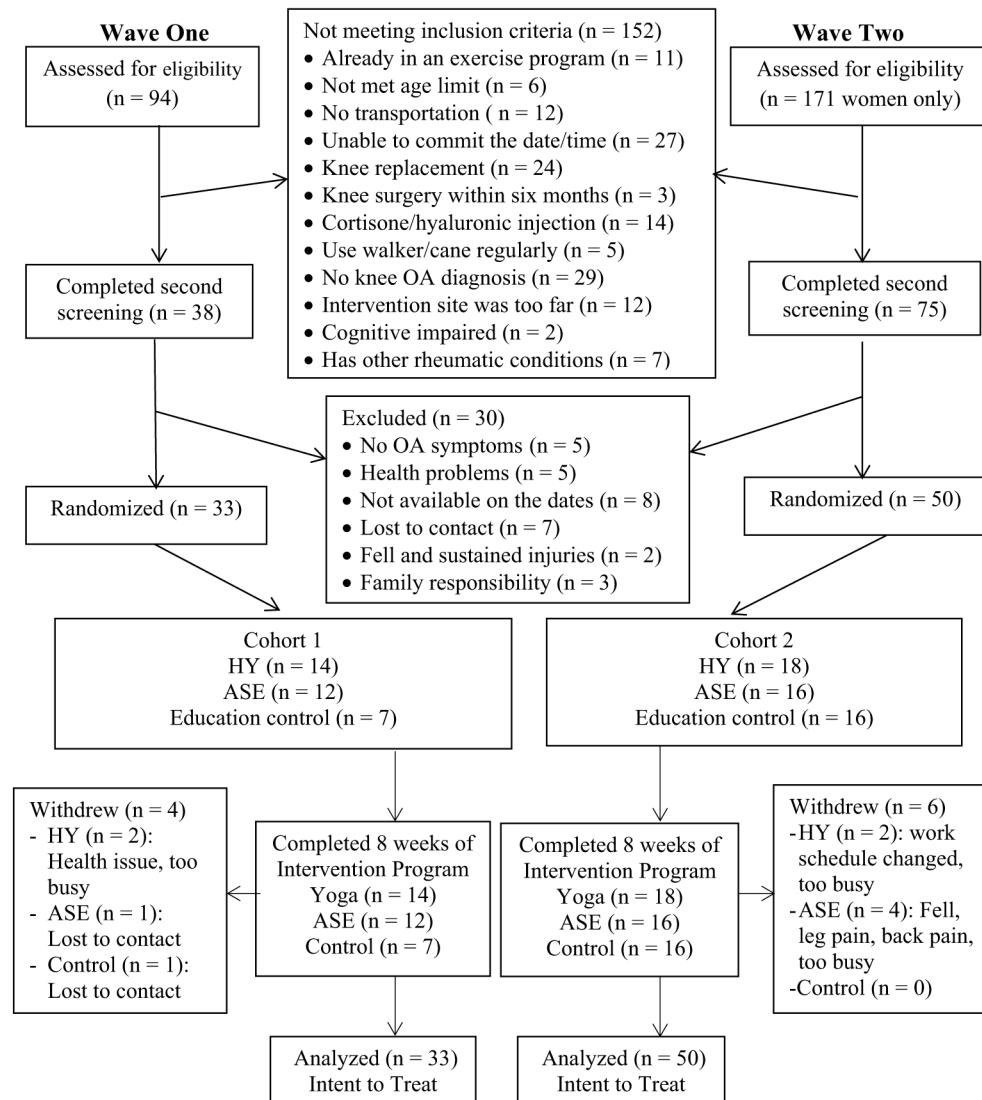 Wave One
Assessed for eligibility
(n = 94)
Not meeting inclusion criteria (n = 152)
• Already in an exercise program (n = 11)
• Not met age limit (n = 6)
• No transportation ( n = 12)
• Unable to commit the date/time (n = 27)
• Knee replacement (n = 24)
• Knee surgery within six months (n = 3)
• Cortisone/hyaluronic injection (n = 14)
• Use walker/cane regularly (n = 5)
• No knee OA diagnosis (n = 29)
• Intervention site was too far (n = 12)
• Cognitive impaired (n = 2)
• Has other rheumatic conditions (n = 7)
Wave Two
Assessed for eligibility
(n = 171 women only)
Completed second
screening (n = 38)
Completed second
screening (n = 75)
Excluded (n = 30)
• No OA symptoms (n = 5)
• Health problems (n = 5)
• Not available on the dates (n = 8)
• Lost to contact (n = 7)
• Fell and sustained injuries (n = 2)
• Family responsibility (n = 3)
Randomized (n = 33)
Randomized (n = 50)
Cohort 1
HY (n = 14)
ASE (n = 12)
Education control (n = 7)
Cohort 2
HY (n = 18)
ASE (n = 16)
Education control (n = 16)
Withdrew (n = 4)
- HY (n = 2):
Health issue, too
busy
- ASE (n = 1):
Lost to contact
- Control (n = 1):
Lost to contact
Completed 8 weeks of
Intervention Program
Yoga (n = 14)
ASE (n = 12)
Control (n = 7)
Completed 8 weeks of
Intervention Program
Yoga (n = 18)
ASE (n = 16)
Control (n = 16)
Withdrew (n = 6)
-HY (n = 2): work
schedule changed,
too busy
-ASE (n = 4): Fell,
leg pain, back pain,
too busy
-Control (n = 0)
Analyzed (n = 33)
Intent to Treat
Analyzed (n = 50)
Intent to Treat